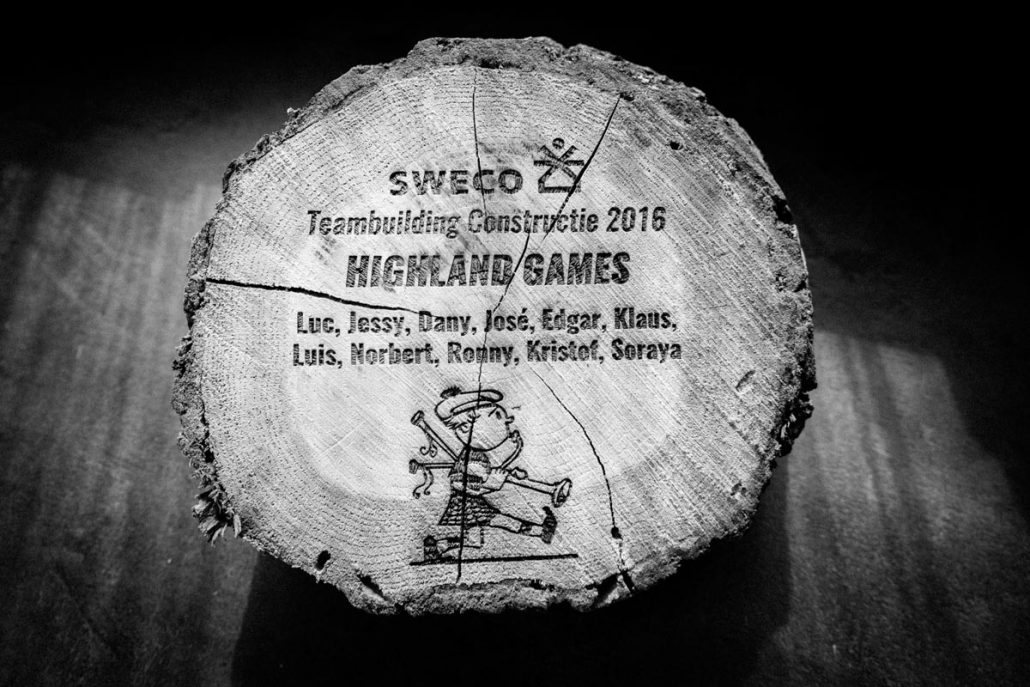 SWECO
Teambuilding Constructie 2016
HIGHLAND GAMES
Luc, Jessy, Dany, José, Edgar, Klaus,
Luis, Norbert, Ronny, Kristof, Soraya